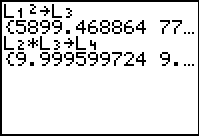 L₁²→L₃
{5899.468864 77…
L₂*L₃→L₄
{9.999599724 9.…